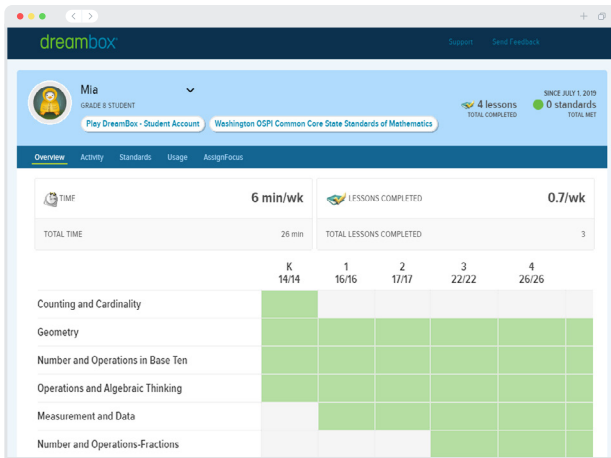 dreambox
Support Send Feedback
Mia
GRADE 8 STUDENT
Play DreamBox - Student Account
Washington OSPI Common Core State Standards of Mathematics
4 lessons
TOTAL COMPLETED
SINCE JULY 1, 2019
0 standards
TOTAL MET
Overview Activity Standards Usage AssignFocus
TIME 6 min/wk
LESSONS COMPLETED 0.7/wk
TOTAL TIME 26 min
TOTAL LESSONS COMPLETED 3
K 1 2 3 4
14/14 16/16 17/17 22/22 26/26
Counting and Cardinality
Geometry
Number and Operations in Base Ten
Operations and Algebraic Thinking
Measurement and Data
Number and Operations-Fractions